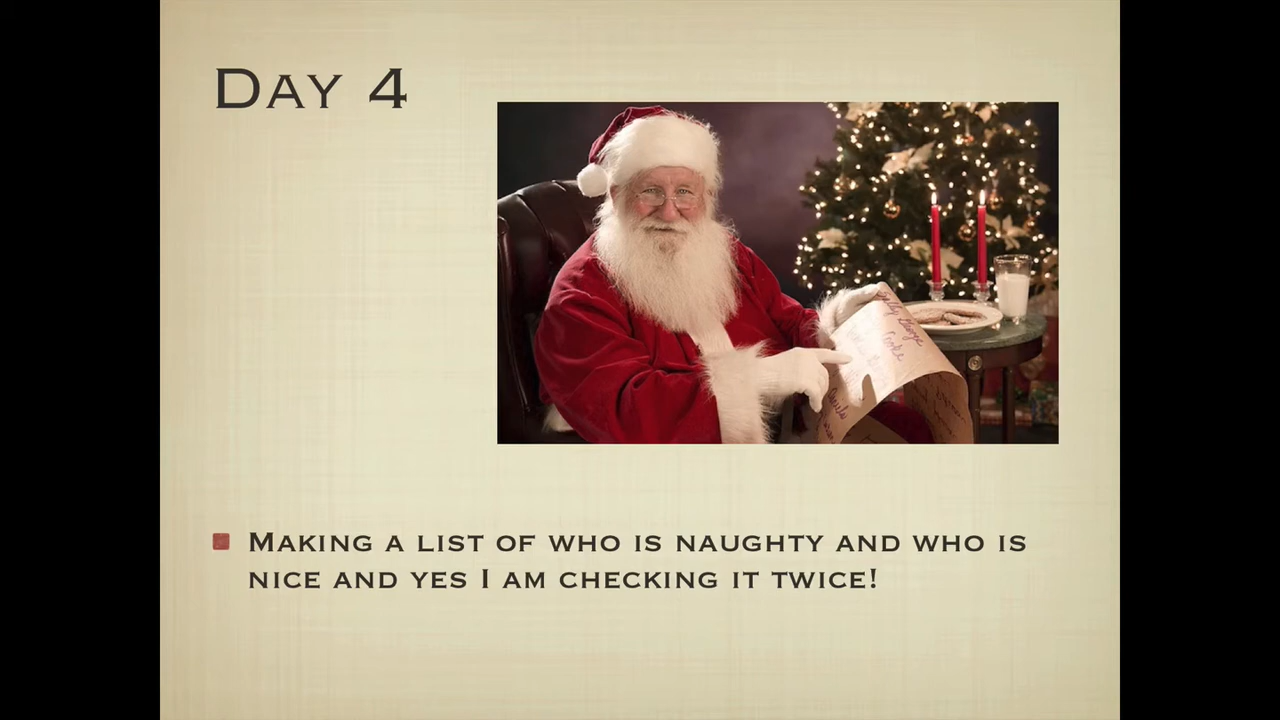 Day 4
Making a list of who is naughty and who is
nice and yes I am checking it twice!